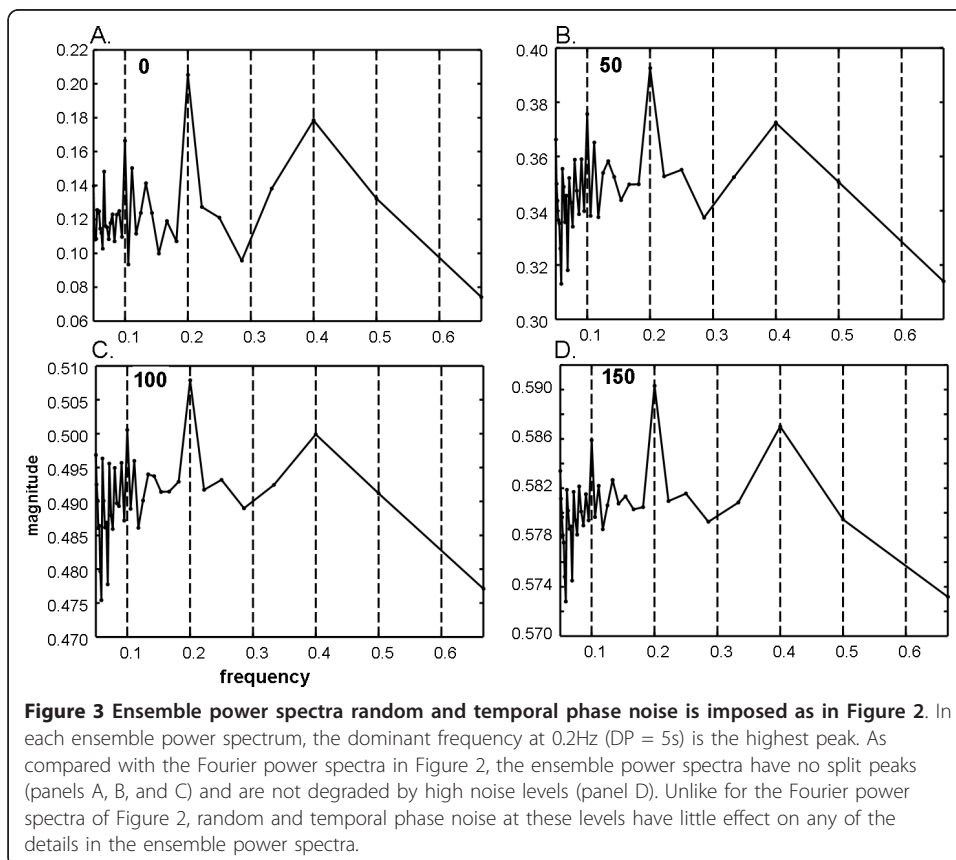 A.
0
0.22
0.20
0.18
0.16
0.14
0.12
0.10
0.08
0.06
0.1 0.2 0.3 0.4 0.5 0.6
B.
50
0.40
0.38
0.36
0.34
0.32
0.30
0.1 0.2 0.3 0.4 0.5 0.6
C.
100
0.510
0.505
0.500
0.495
0.490
0.485
0.480
0.475
0.470
magnitude
0.1 0.2 0.3 0.4 0.5 0.6
frequency
D.
150
0.590
0.586
0.582
0.578
0.574
0.570
0.1 0.2 0.3 0.4 0.5 0.6
Figure 3 Ensemble power spectra random and temporal phase noise is imposed as in Figure 2. In
each ensemble power spectrum, the dominant frequency at 0.2Hz (DP = 5s) is the highest peak. As
compared with the Fourier power spectra in Figure 2, the ensemble power spectra have no split peaks
(panels A, B, and C) and are not degraded by high noise levels (panel D). Unlike for the Fourier power
spectra of Figure 2, random and temporal phase noise at these levels have little effect on any of the
details in the ensemble power spectra.